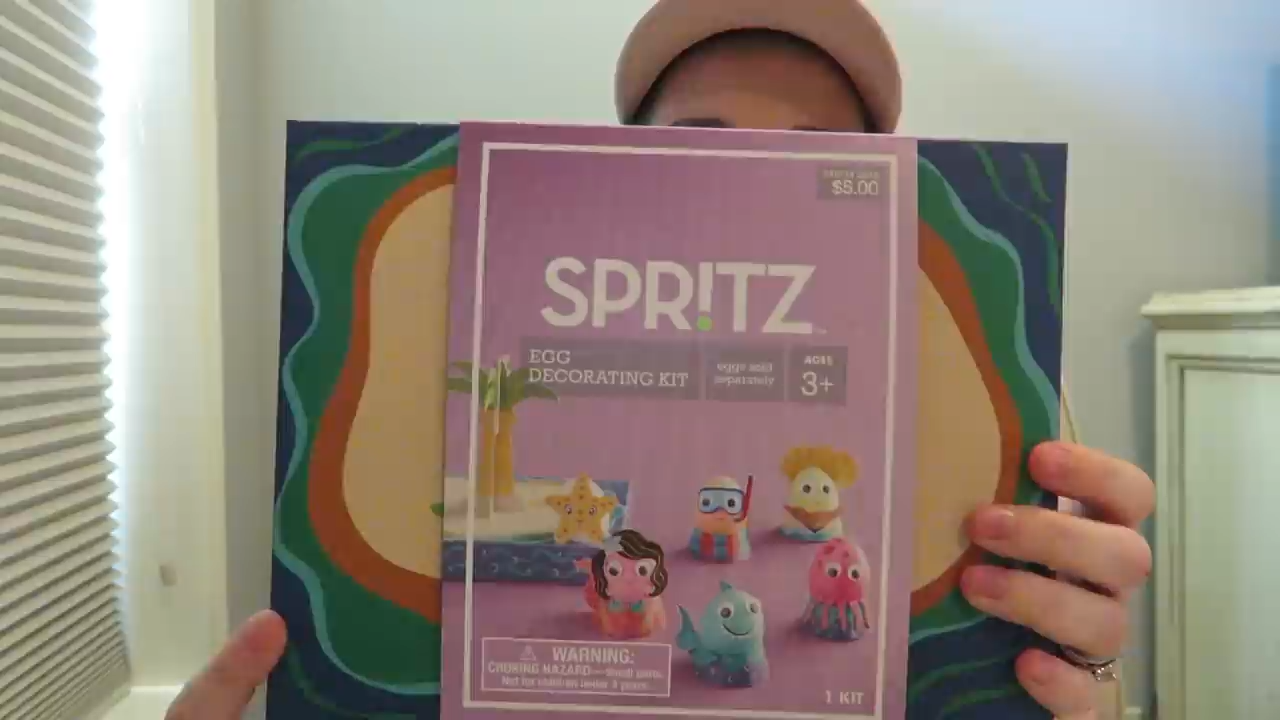 $5.00
SPR!TZ
EGG
DECORATING KIT
eggs sold
separately
AGES
3+
WARNING:
CHOKING HAZARD—Small parts.
Not for children under 3 years.
1 KIT